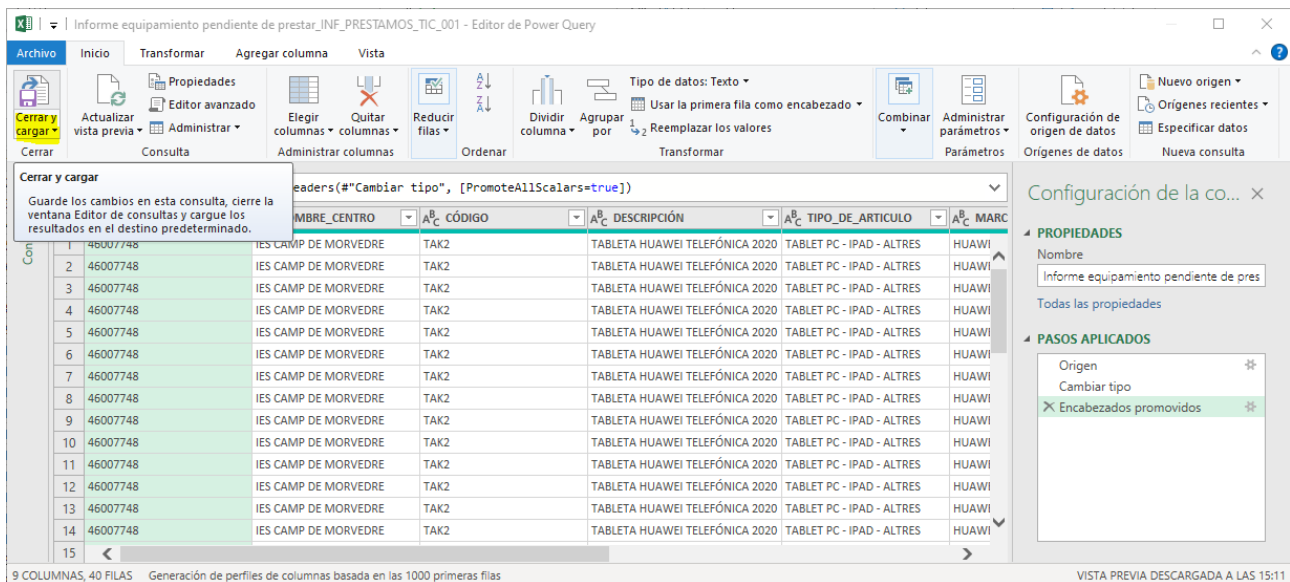 Informe equipamiento pendiente de prestar_INF_PRESTAMOS_TIC_001 - Editor de Power Query
Archivo Inicio Transformar Agregar columna Vista
Cerrar y cargar
Actualizar vista previa
Propiedades
Editor avanzado
Administrar
Elegir columnas
Quitar columnas
Reducir filas
Dividir columna
Agrupar por
Tipo de datos: Texto
Usar la primera fila como encabezado
Reemplazar los valores
Combinar
Administrar parámetros
Configuración de origen de datos
Nuevo origen
Orígenes recientes
Especificar datos
Cerrar Consulta Administrar columnas Ordenar Transformar Parámetros Orígenes de datos Nueva consulta
Cerrar y cargar
Guarde los cambios en esta consulta, cierre la
ventana Editor de consultas y cargue los
resultados en el destino predeterminado.
eaders(#"Cambiar tipo", [PromoteAllScalars=true])
OMBRE_CENTRO CÓDIGO DESCRIPCIÓN TIPO_DE_ARTICULO MARC
1 46007748 IES CAMP DE MORVEDRE TAK2 TABLETA HUAWEI TELEFÓNICA 2020 TABLET PC - IPAD - ALTRES HUAWI
2 46007748 IES CAMP DE MORVEDRE TAK2 TABLETA HUAWEI TELEFÓNICA 2020 TABLET PC - IPAD - ALTRES HUAWI
3 46007748 IES CAMP DE MORVEDRE TAK2 TABLETA HUAWEI TELEFÓNICA 2020 TABLET PC - IPAD - ALTRES HUAWI
4 46007748 IES CAMP DE MORVEDRE TAK2 TABLETA HUAWEI TELEFÓNICA 2020 TABLET PC - IPAD - ALTRES HUAWI
5 46007748 IES CAMP DE MORVEDRE TAK2 TABLETA HUAWEI TELEFÓNICA 2020 TABLET PC - IPAD - ALTRES HUAWI
6 46007748 IES CAMP DE MORVEDRE TAK2 TABLETA HUAWEI TELEFÓNICA 2020 TABLET PC - IPAD - ALTRES HUAWI
7 46007748 IES CAMP DE MORVEDRE TAK2 TABLETA HUAWEI TELEFÓNICA 2020 TABLET PC - IPAD - ALTRES HUAWI
8 46007748 IES CAMP DE MORVEDRE TAK2 TABLETA HUAWEI TELEFÓNICA 2020 TABLET PC - IPAD - ALTRES HUAWI
9 46007748 IES CAMP DE MORVEDRE TAK2 TABLETA HUAWEI TELEFÓNICA 2020 TABLET PC - IPAD - ALTRES HUAWI
10 46007748 IES CAMP DE MORVEDRE TAK2 TABLETA HUAWEI TELEFÓNICA 2020 TABLET PC - IPAD - ALTRES HUAWI
11 46007748 IES CAMP DE MORVEDRE TAK2 TABLETA HUAWEI TELEFÓNICA 2020 TABLET PC - IPAD - ALTRES HUAWI
12 46007748 IES CAMP DE MORVEDRE TAK2 TABLETA HUAWEI TELEFÓNICA 2020 TABLET PC - IPAD - ALTRES HUAWI
13 46007748 IES CAMP DE MORVEDRE TAK2 TABLETA HUAWEI TELEFÓNICA 2020 TABLET PC - IPAD - ALTRES HUAWI
14 46007748 IES CAMP DE MORVEDRE TAK2 TABLETA HUAWEI TELEFÓNICA 2020 TABLET PC - IPAD - ALTRES HUAWI
15
Con
Configuración de la co...
PROPIEDADES
Nombre
Informe equipamiento pendiente de pres
Todas las propiedades
PASOS APLICADOS
Origen
Cambiar tipo
Encabezados promovidos
9 COLUMNAS, 40 FILAS Generación de perfiles de columnas basada en las 1000 primeras filas VISTA PREVIA DESCARGADA A LAS 15:11